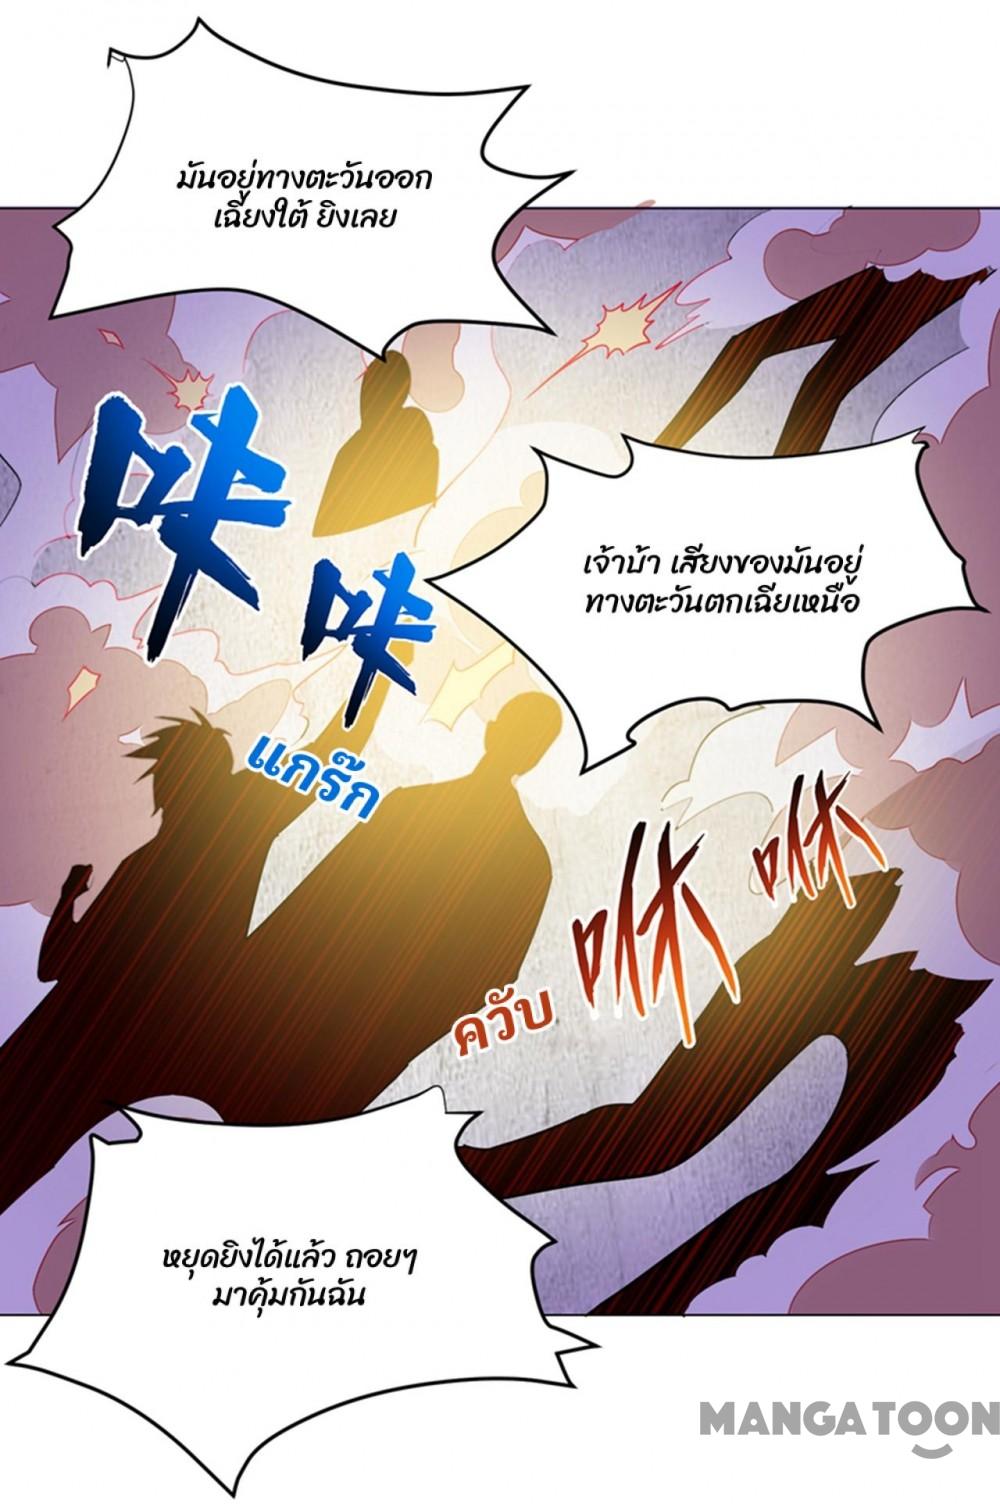 มันอยู่ทางตะวันออก
เฉียงใต้ ยิงเลย
咔
咔
แกร๊ก
เจ้าบ้า เสียงของมันอยู่
ทางตะวันตกเฉียเหนือ
咻
咻
ควับ
หยุดยิงได้แล้ว ถอยๆ
มาคุ้มกันฉัน
MANGATOON